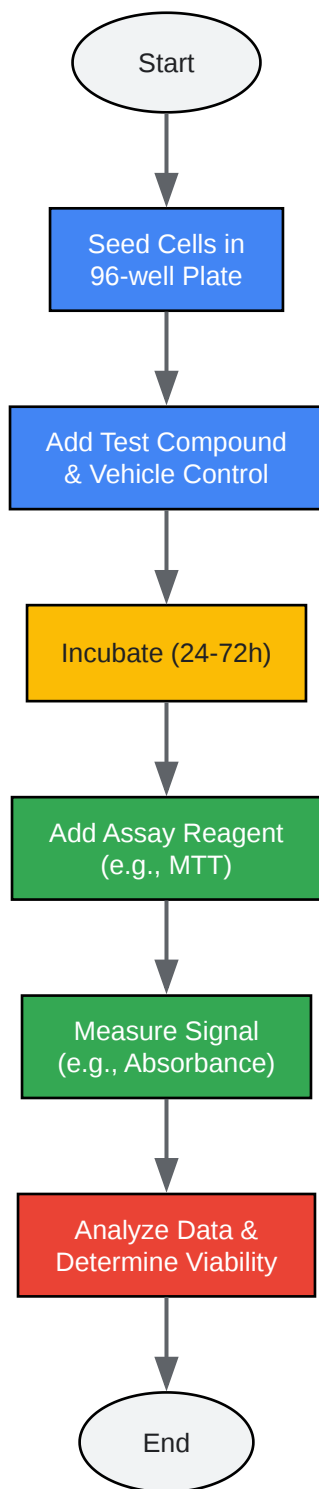 Start
Seed Cells in
96-well Plate
Add Test Compound
& Vehicle Control
Incubate (24-72h)
Add Assay Reagent
(e.g., MTT)
Measure Signal
(e.g., Absorbance)
Analyze Data &
Determine Viability
End